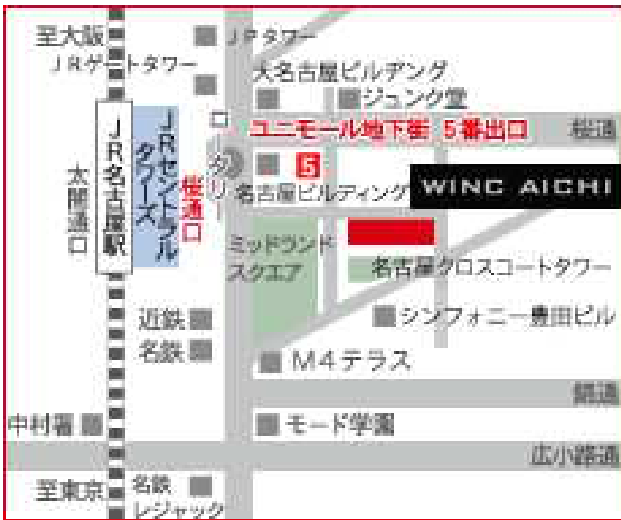 至大阪
JPタワー
JRゲートタワー
大名古屋ビルヂング
ジュンク堂
ユニモール地下街 5番出口
桜通
JR名古屋駅
JRセントラル
タワーズ
太閤通口
桜通口
ロータリー
5
名古屋ビルディング
WINC AICHI
ミッドランド
スクエア
名古屋クロスコートタワー
近鉄
シンフォニー豊田ビル
名鉄
M4テラス
錦通
中村署
モード学園
広小路通
至東京
名鉄
レジャック